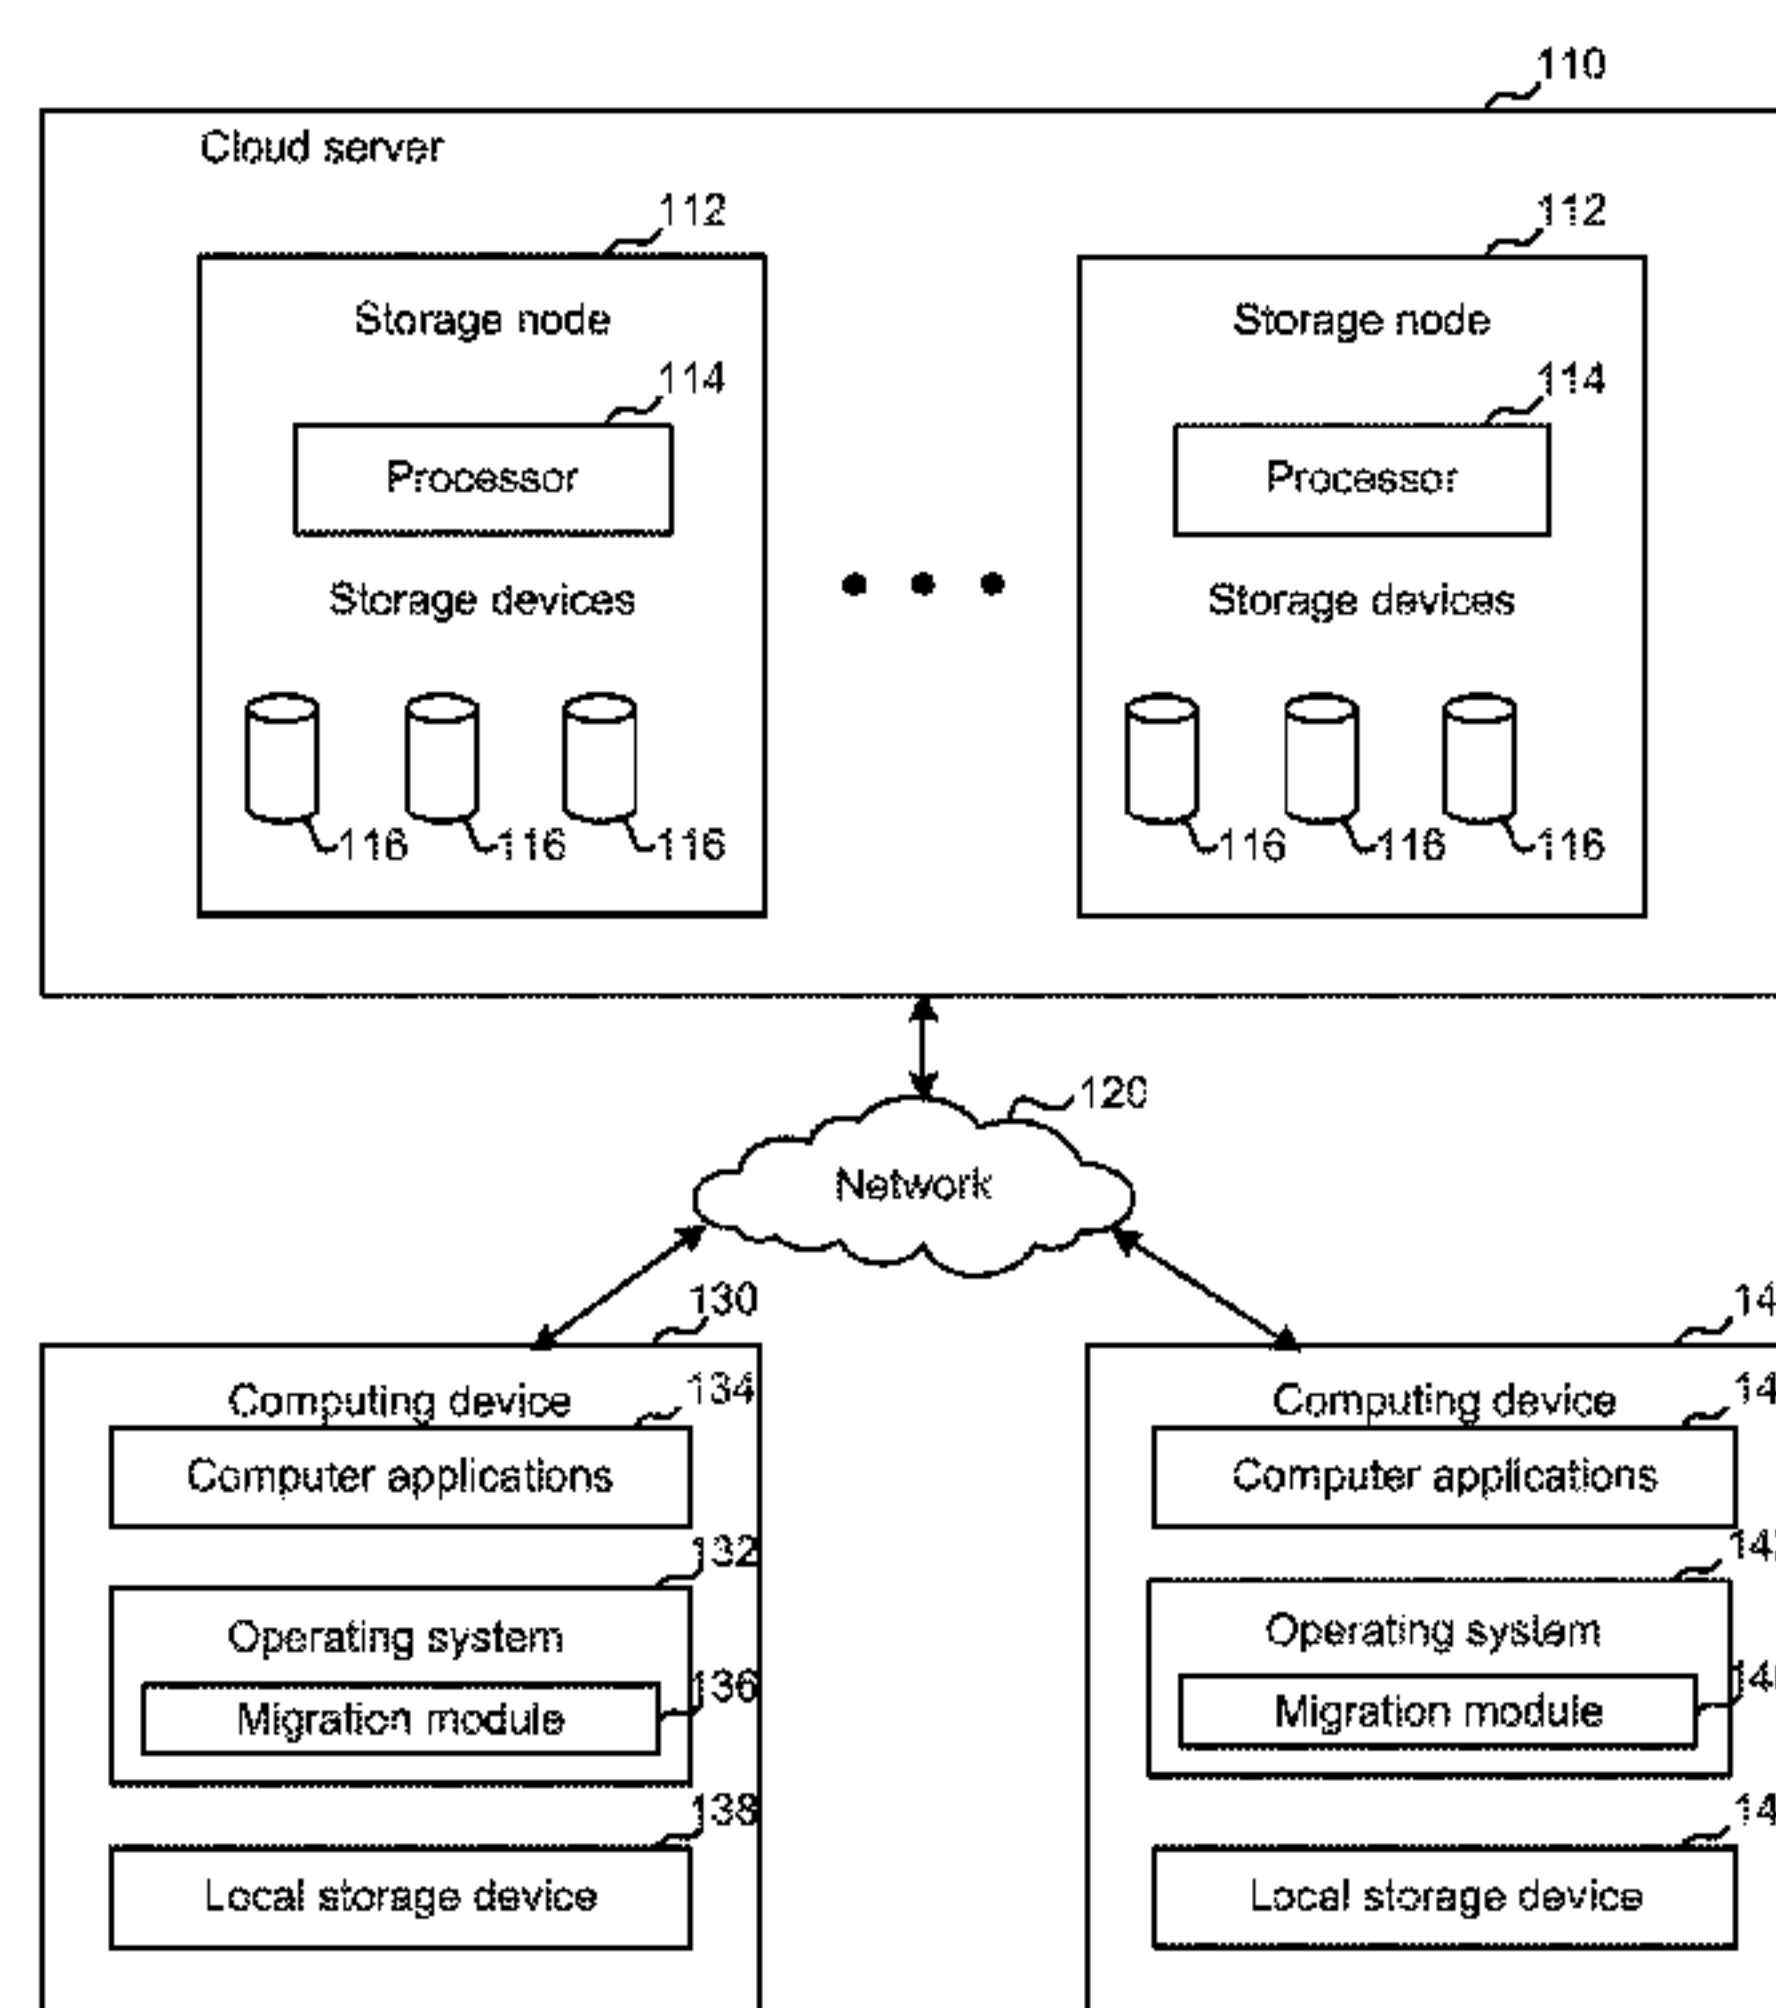 110
Cloud server
112 112
Storage node Storage node
114 114
Processor Processor
Storage devices Storage devices
116 116 116 116 116 116
120
Network
130
Computing device Computing device
134
Computer applications Computer applications
132
Operating system Operating system
136
Migration module Migration module
138
Local storage device Local storage device